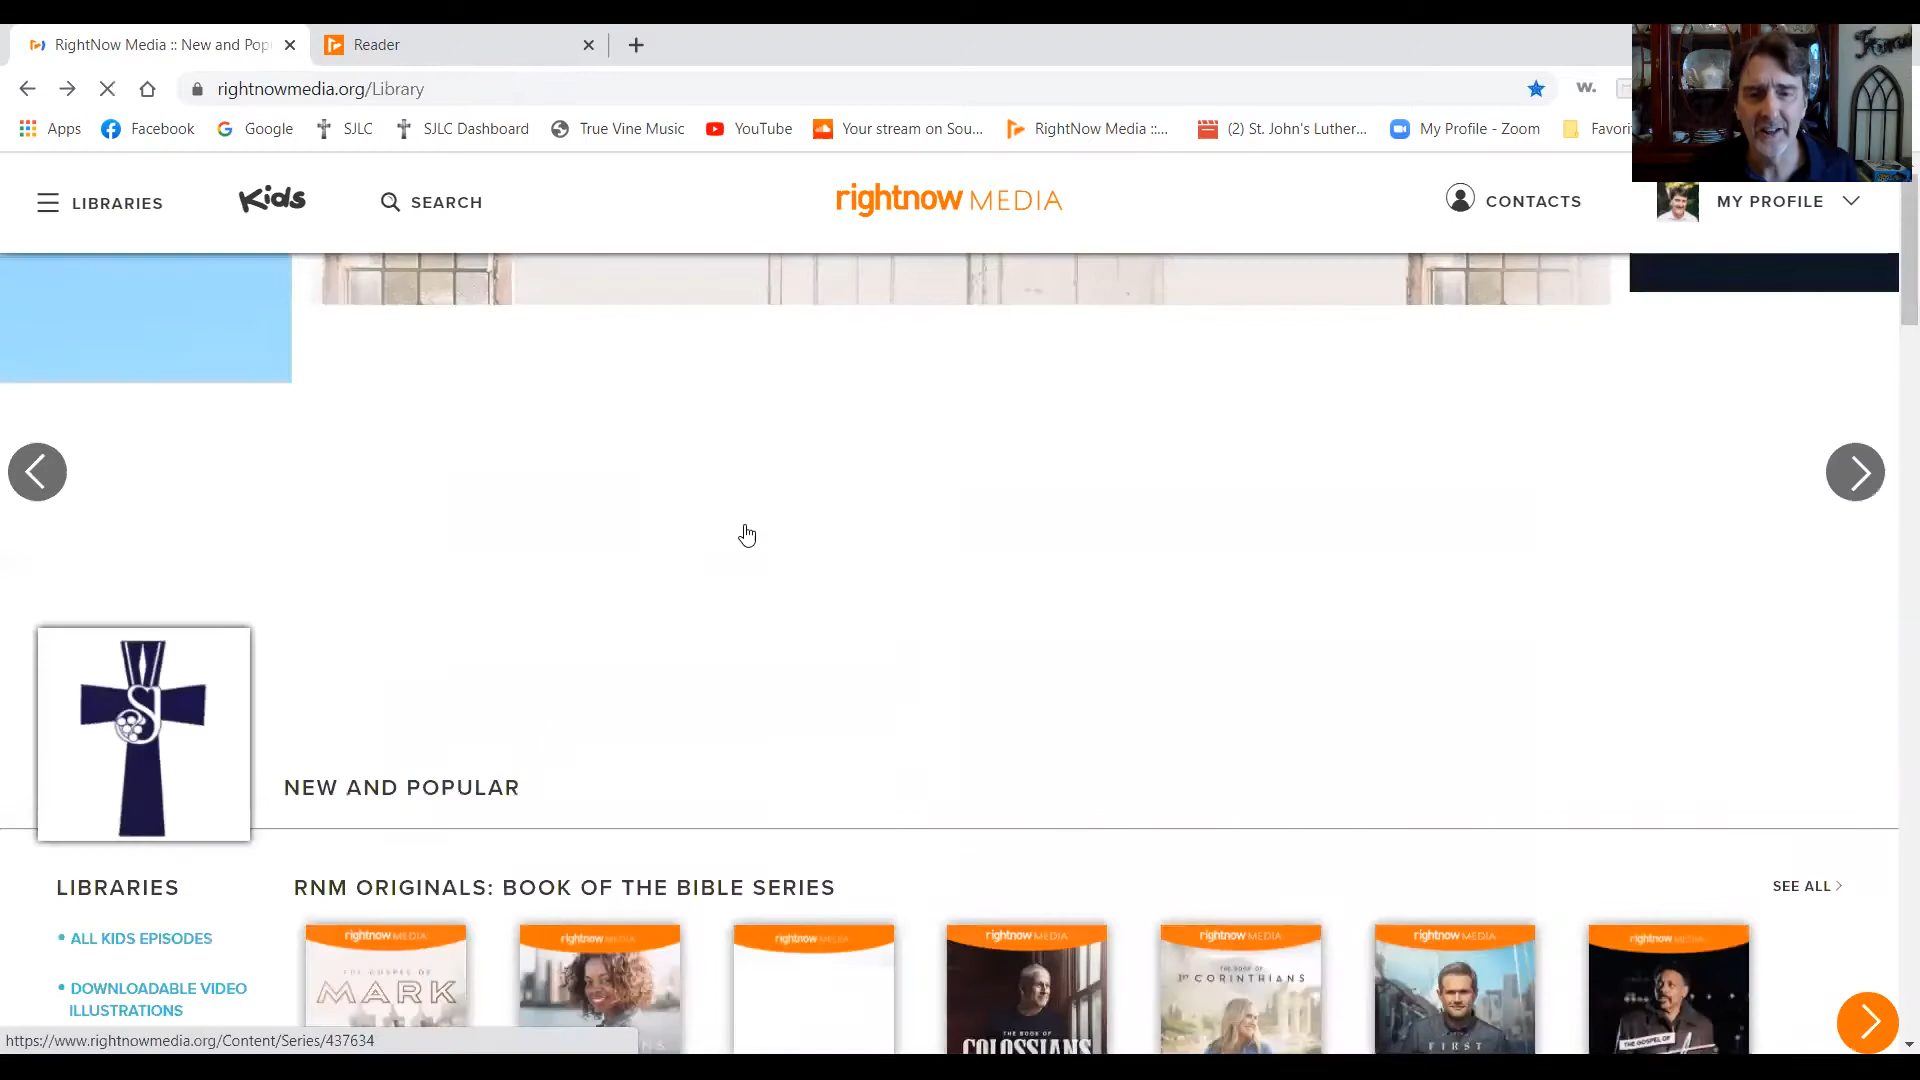 RightNow Media :: New and Pop
Reader
rightnowmedia.org/Library
W.
Apps
Facebook
Google
SJLC
SJLC Dashboard
True Vine Music
YouTube
Your stream on Sou...
RightNow Media ::...
(2) St. John's Luther...
My Profile - Zoom
Favori
LIBRARIES
Kids
SEARCH
rightnow MEDIA
CONTACTS
MY PROFILE
SJ
NEW AND POPULAR
LIBRARIES
RNM ORIGINALS: BOOK OF THE BIBLE SERIES
SEE ALL
• ALL KIDS EPISODES
• DOWNLOADABLE VIDEO
ILLUSTRATIONS
rightnow MEDIA
THE GOSPEL OF
MARK
rightnow MEDIA
rightnow MEDIA
rightnow MEDIA
THE BOOK OF
COLOSSIANS
rightnow MEDIA
THE BOOK OF
1ST CORINTHIANS
rightnow MEDIA
FIRST
rightnow MEDIA
THE GOSPEL OF
https://www.rightnowmedia.org/Content/Series/437634